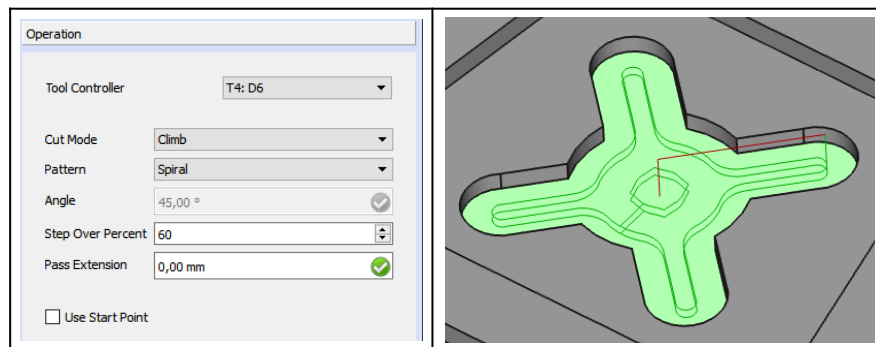 Operation
Tool Controller T4: D6
Cut Mode Climb
Pattern Spiral
Angle 45,00 °
Step Over Percent 60
Pass Extension 0,00 mm
Use Start Point